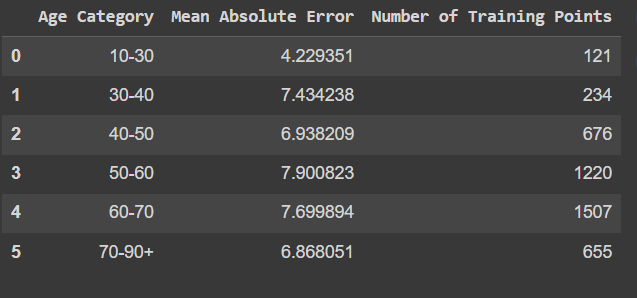 Age Category Mean Absolute Error Number of Training Points
0 10-30 4.229351 121
1 30-40 7.434238 234
2 40-50 6.938209 676
3 50-60 7.900823 1220
4 60-70 7.699894 1507
5 70-90+ 6.868051 655